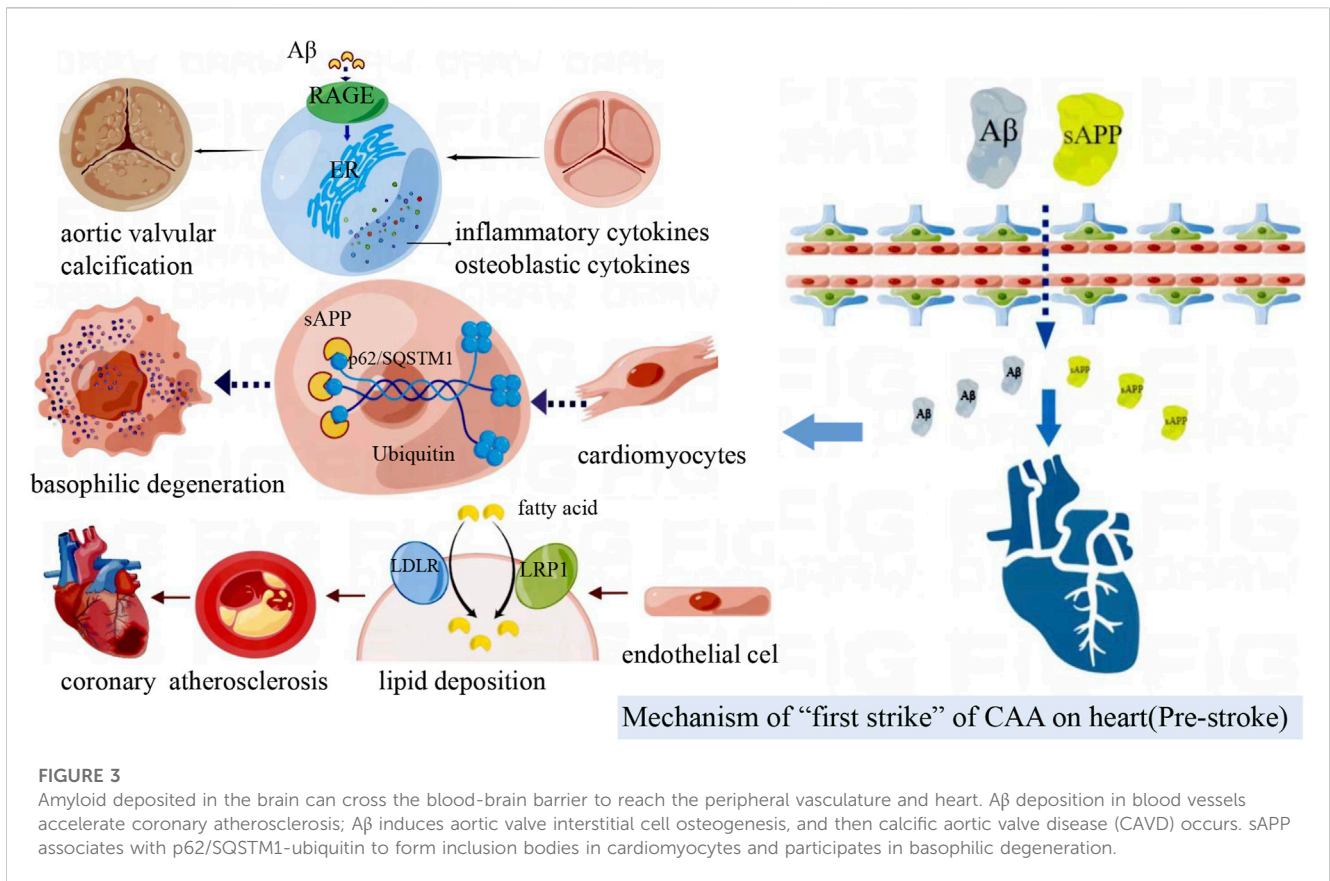 Aβ
RAGE
ER
aortic valvular
calcification
inflammatory cytokines
osteoblastic cytokines
Aβ
sAPP
sAPP
p62/SQSTM1
Ubiquitin
basophilic degeneration
cardiomyocytes
Aβ
Aβ
Aβ
sAPP
sAPP
sAPP
fatty acid
LDLR
LRP1
coronary
atherosclerosis
lipid deposition
endothelial cell
Mechanism of “first strike” of CAA on heart(Pre-stroke)
FIGURE 3
Amyloid deposited in the brain can cross the blood-brain barrier to reach the peripheral vasculature and heart. Aβ deposition in blood vessels
accelerate coronary atherosclerosis; Aβ induces aortic valve interstitial cell osteogenesis, and then calcific aortic valve disease (CAVD) occurs. sAPP
associates with p62/SQSTM1-ubiquitin to form inclusion bodies in cardiomyocytes and participates in basophilic degeneration.